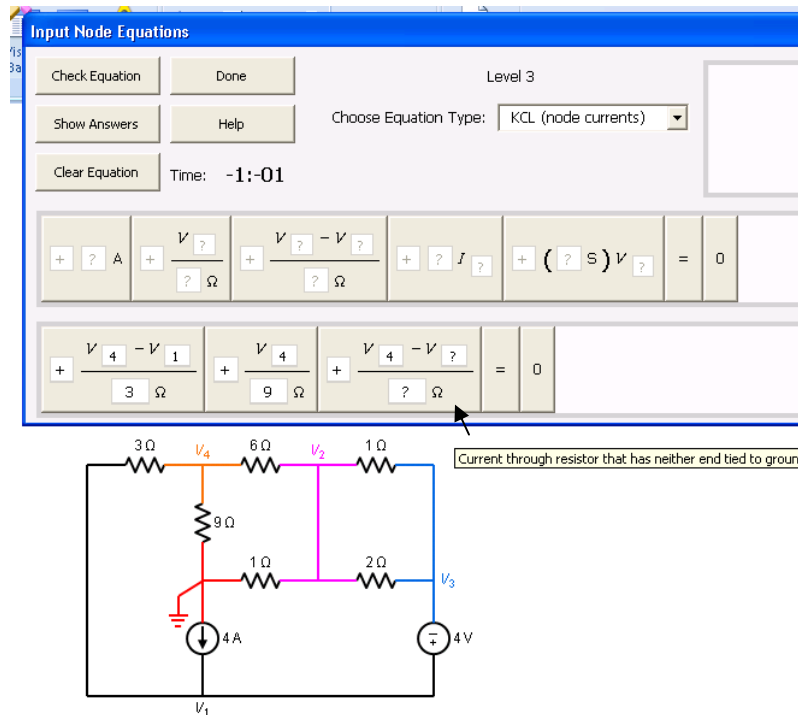 Input Node Equations
Vis
Ba
Check Equation Done Level 3
Show Answers Help Choose Equation Type: KCL (node currents)
Clear Equation Time: -1:-01
+ ? A + V ? / ? Ω + V ? - V ? / ? Ω + ? I ? + ( ? S ) V ? = 0
+ V 4 - V 1 / 3 Ω + V 4 / 9 Ω + V 4 - V ? / ? Ω = 0
Current through resistor that has neither end tied to groun
3 Ω V4 6 Ω V2 1 Ω
9 Ω
1 Ω 2 Ω
V3
4 A - + 4 V
V1